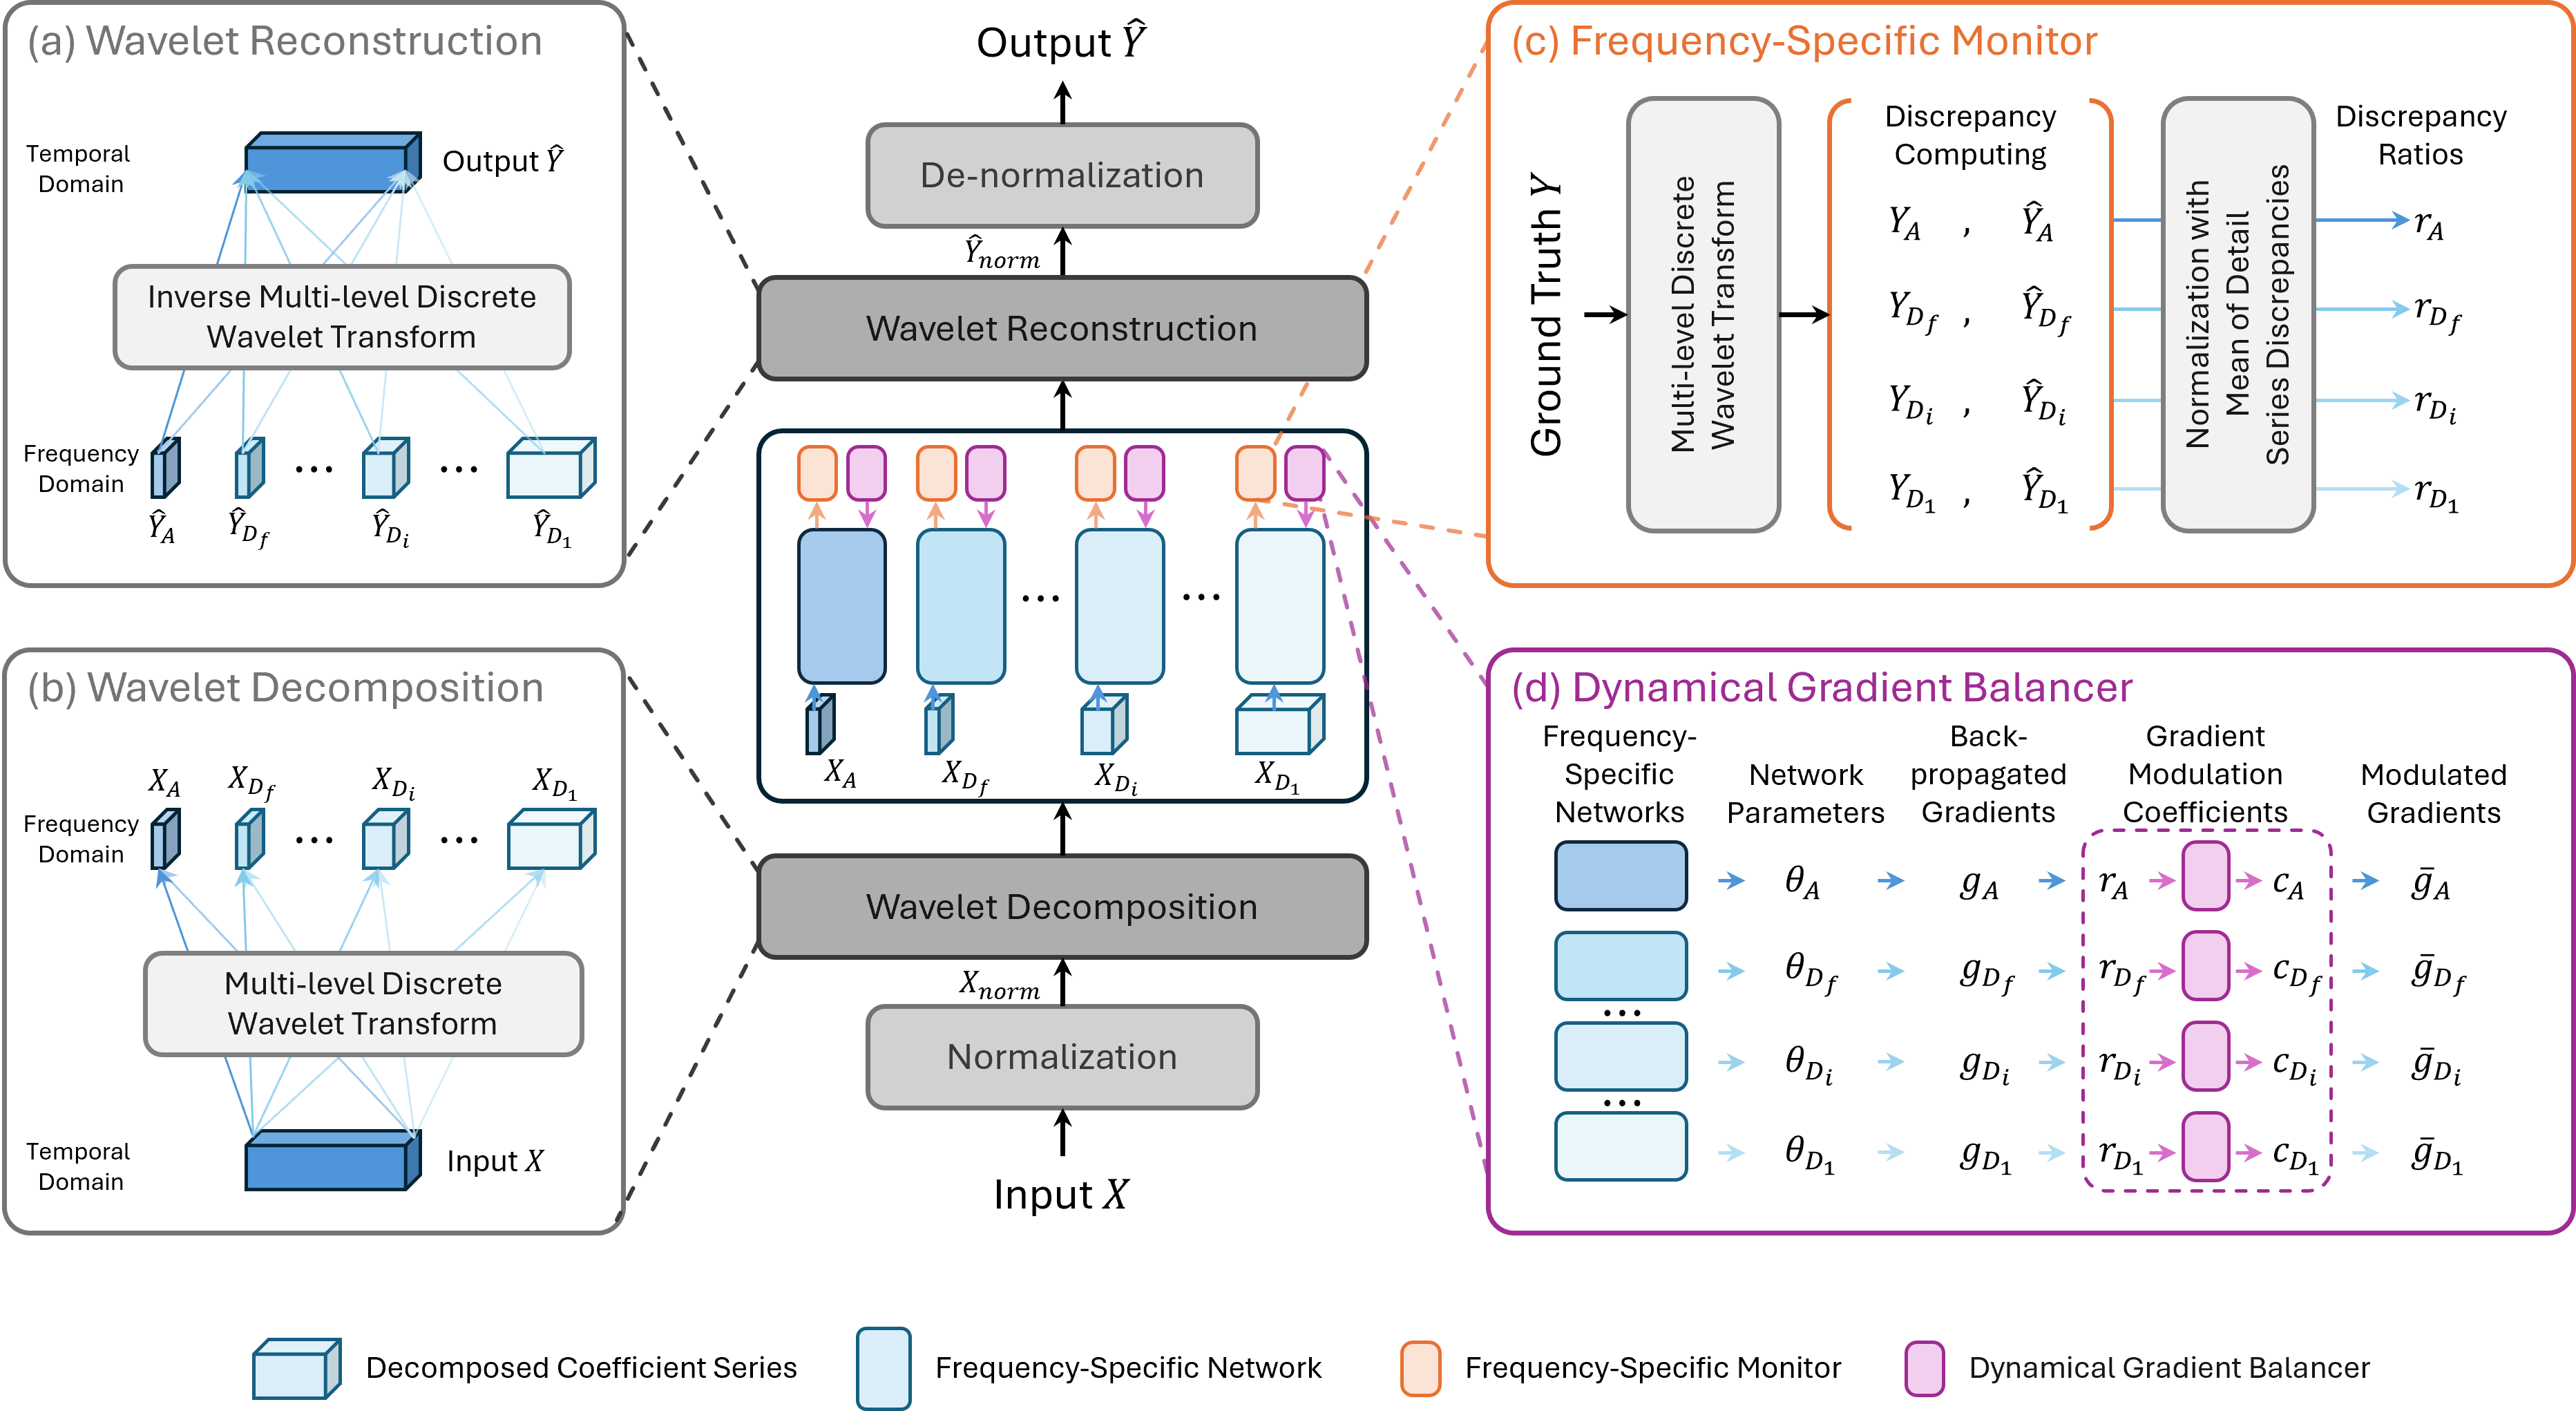 (a) Wavelet Reconstruction
Temporal
Domain
Output Ŷ
Inverse Multi-level Discrete
Wavelet Transform
Frequency
Domain
...
...
Ŷ_A
Ŷ_{D_f}
Ŷ_{D_i}
Ŷ_{D_1}
(b) Wavelet Decomposition
X_A
X_{D_f}
X_{D_i}
X_{D_1}
Frequency
Domain
...
...
Multi-level Discrete
Wavelet Transform
Temporal
Domain
Input X
Output Ŷ
De-normalization
Ŷ_{norm}
Wavelet Reconstruction
...
...
X_A
X_{D_f}
X_{D_i}
X_{D_1}
Wavelet Decomposition
X_{norm}
Normalization
Input X
(c) Frequency-Specific Monitor
Ground Truth Y
Multi-level Discrete
Wavelet Transform
Discrepancy
Computing
Y_A , Ŷ_A
Y_{D_f} , Ŷ_{D_f}
Y_{D_i} , Ŷ_{D_i}
Y_{D_1} , Ŷ_{D_1}
Normalization with
Mean of Detail
Series Discrepancies
Discrepancy
Ratios
r_A
r_{D_f}
r_{D_i}
r_{D_1}
(d) Dynamical Gradient Balancer
Frequency-
Specific
Networks
Network
Parameters
Back-
propagated
Gradients
Gradient
Modulation
Coefficients
Modulated
Gradients
θ_A g_A r_A c_A ḡ_A
θ_{D_f} g_{D_f} r_{D_f} c_{D_f} ḡ_{D_f}
...
θ_{D_i} g_{D_i} r_{D_i} c_{D_i} ḡ_{D_i}
...
θ_{D_1} g_{D_1} r_{D_1} c_{D_1} ḡ_{D_1}
Decomposed Coefficient Series
Frequency-Specific Network
Frequency-Specific Monitor
Dynamical Gradient Balancer